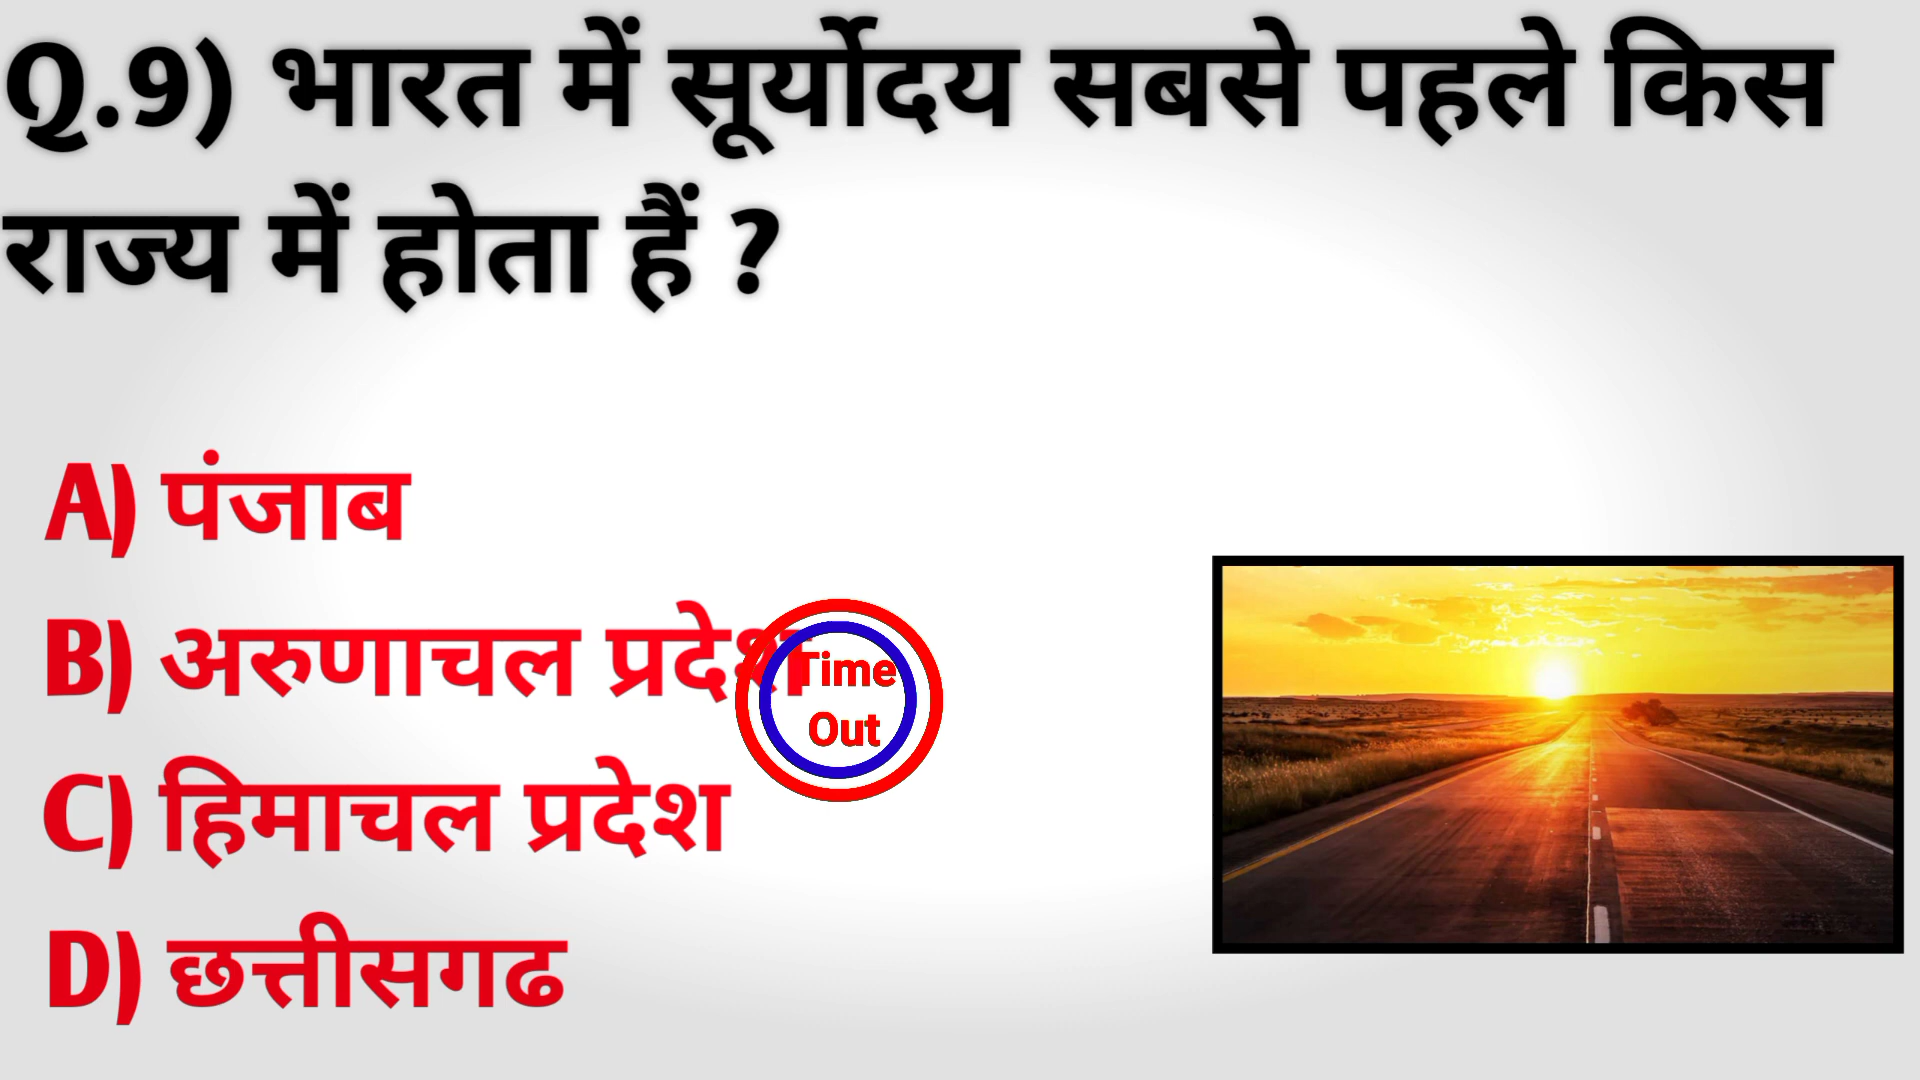 Q.9) भारत में सूर्योदय सबसे पहले किस
राज्य में होता हैं ?
A) पंजाब
B) अरुणाचल प्रदेश
Time
Out
C) हिमाचल प्रदेश
D) छत्तीसगढ